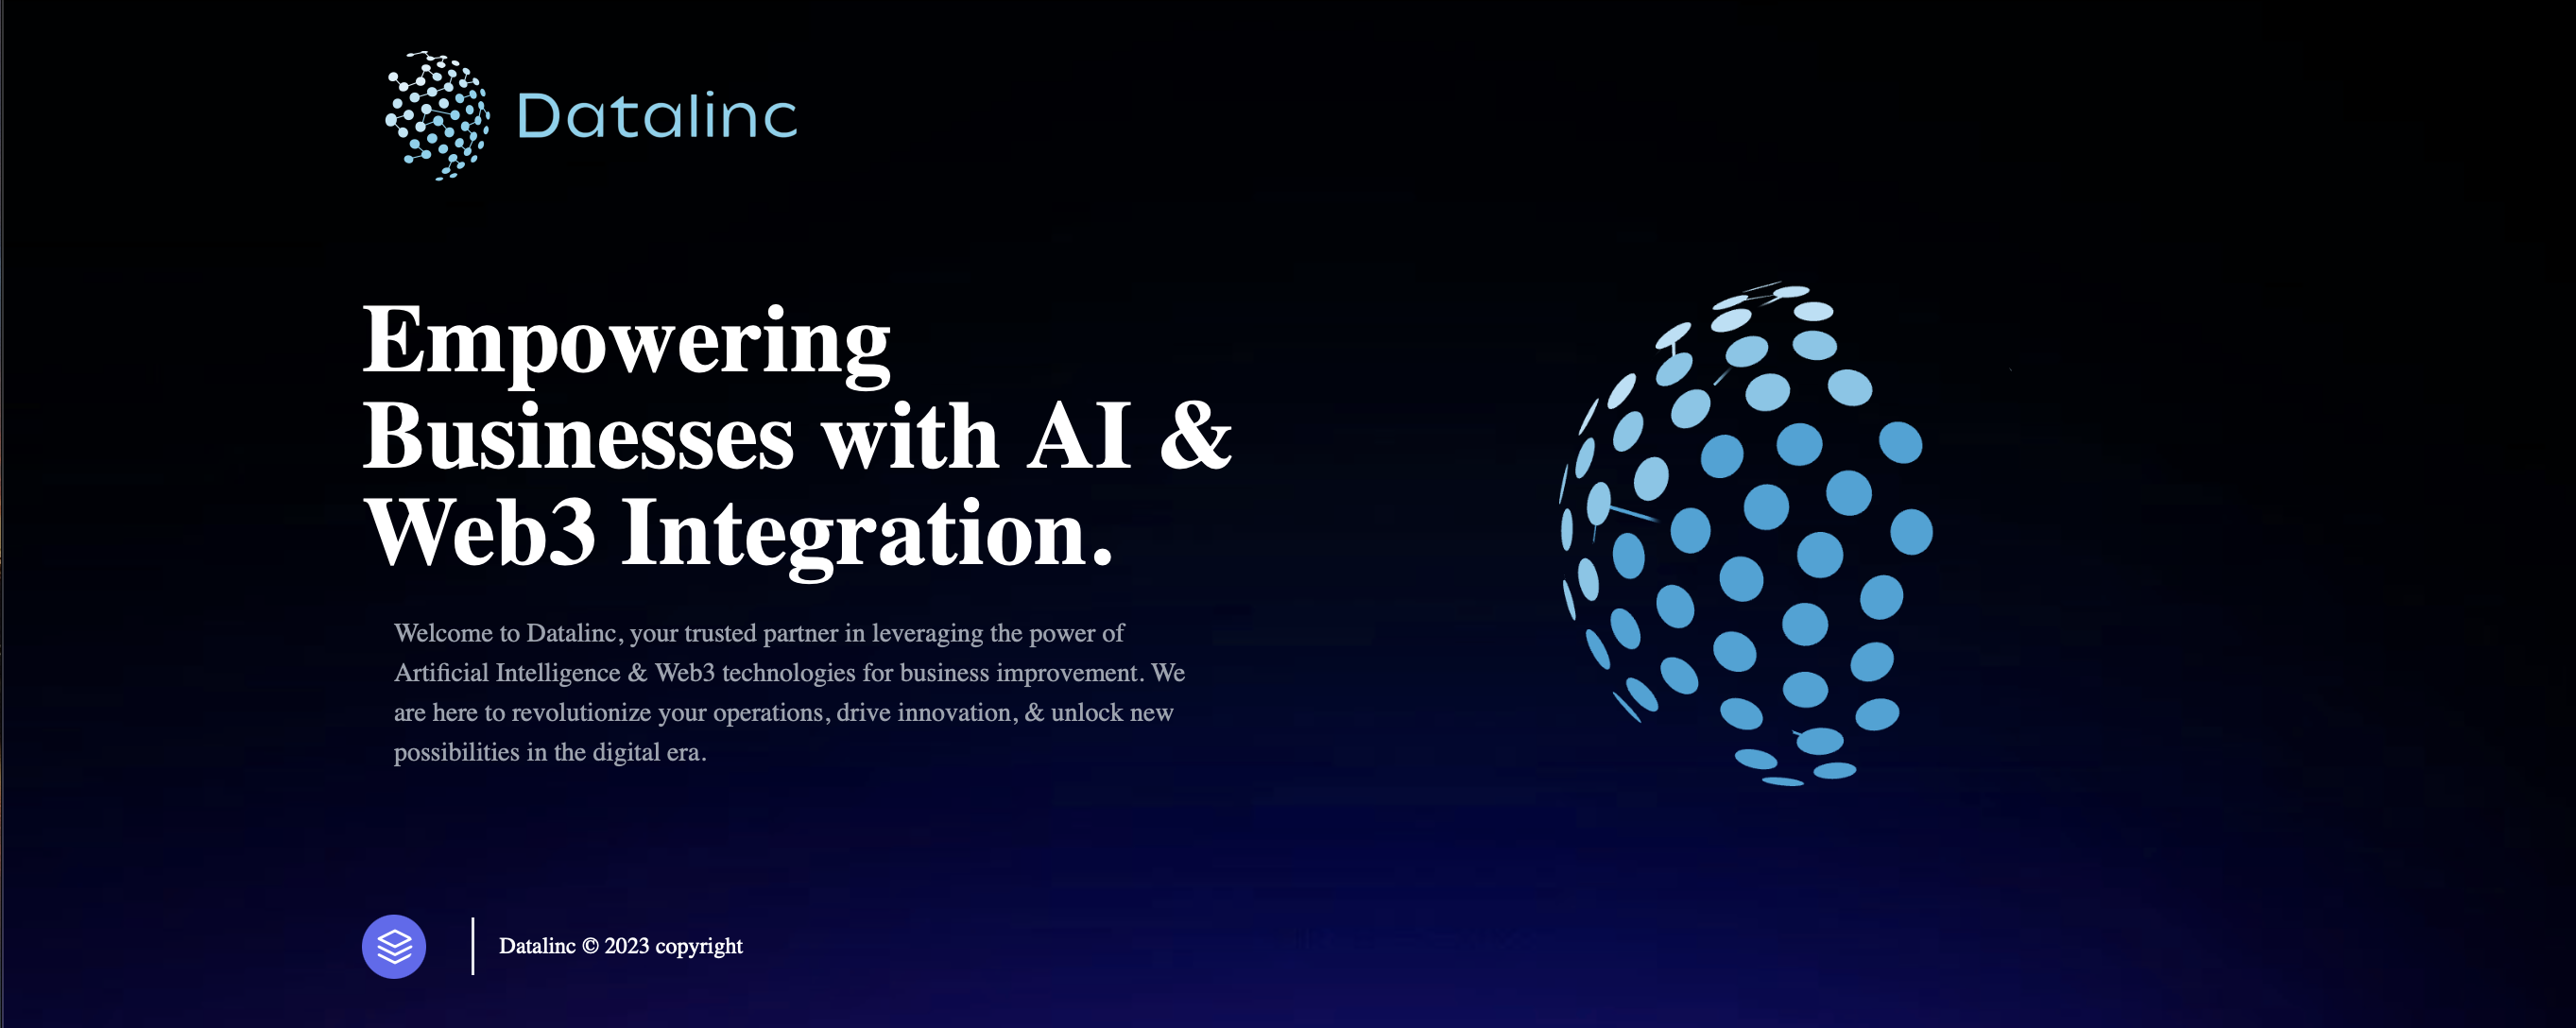 Datalinc
Empowering
Businesses with AI &
Web3 Integration.
Welcome to Datalinc, your trusted partner in leveraging the power of
Artificial Intelligence & Web3 technologies for business improvement. We
are here to revolutionize your operations, drive innovation, & unlock new
possibilities in the digital era.
Datalinc © 2023 copyright